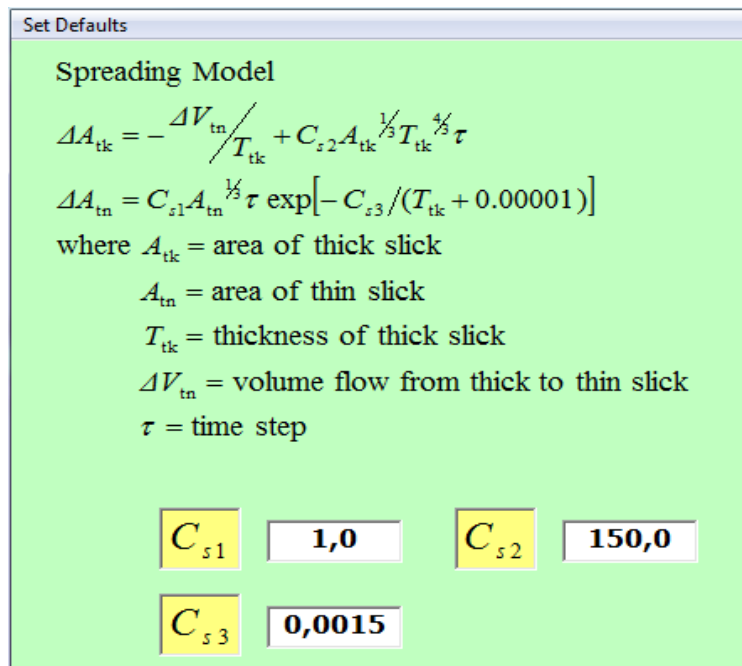 Set Defaults
Spreading Model
ΔA_tk = −ΔV_tn/T_tk + C_s2 A_tk^1/3 T_tk^4/3 τ
ΔA_tn = C_s1 A_tn^1/3 τ exp[−C_s3/(T_tk + 0.00001)]
where A_tk = area of thick slick
A_tn = area of thin slick
T_tk = thickness of thick slick
ΔV_tn = volume flow from thick to thin slick
τ = time step
C_s1 1,0 C_s2 150,0
C_s3 0,0015